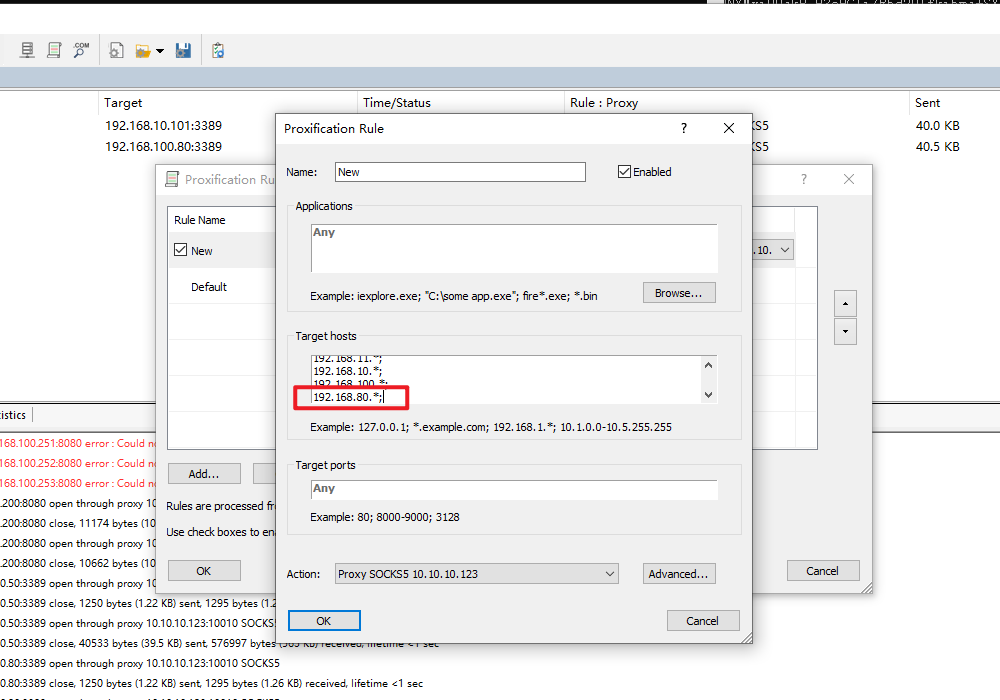 .COM
Target Time/Status Rule : Proxy Sent
192.168.10.101:3389 KS5 40.0 KB
192.168.100.80:3389 KS5 40.5 KB
Proxification Rule ? ×
Proxification Ru ? ×
Name: New Enabled
Rule Name
Applications
Any
New .10.
Default
Example: iexplore.exe; "C:\some app.exe"; fire*.exe; *.bin Browse...
Target hosts
192.168.11.*;
192.168.10.*;
192.168.100.*;
192.168.80.*;
istics
Example: 127.0.0.1; *.example.com; 192.168.1.*; 10.1.0.0-10.5.255.255
168.100.251:8080 error : Could no
168.100.252:8080 error : Could no
168.100.253:8080 error : Could no
Target ports
Any
Add...
.200:8080 open through proxy 10
Rules are processed fr
Example: 80; 8000-9000; 3128
.200:8080 close, 11174 bytes (10
Use check boxes to ena
.200:8080 open through proxy 10
.200:8080 close, 10662 bytes (10
OK Cancel
Action: Proxy SOCKS5 10.10.10.123 Advanced...
0.50:3389 open through proxy 10
0.50:3389 close, 1250 bytes (1.22 KB) sent, 1295 bytes (1.2
OK Cancel
0.50:3389 open through proxy 10.10.10.123:10010 SOCKS
0.50:3389 close, 40533 bytes (39.5 KB) sent, 576997 bytes (563 KB) received, lifetime <1 sec
0.80:3389 open through proxy 10.10.10.123:10010 SOCKS5
0.80:3389 close, 1250 bytes (1.22 KB) sent, 1295 bytes (1.26 KB) received, lifetime <1 sec